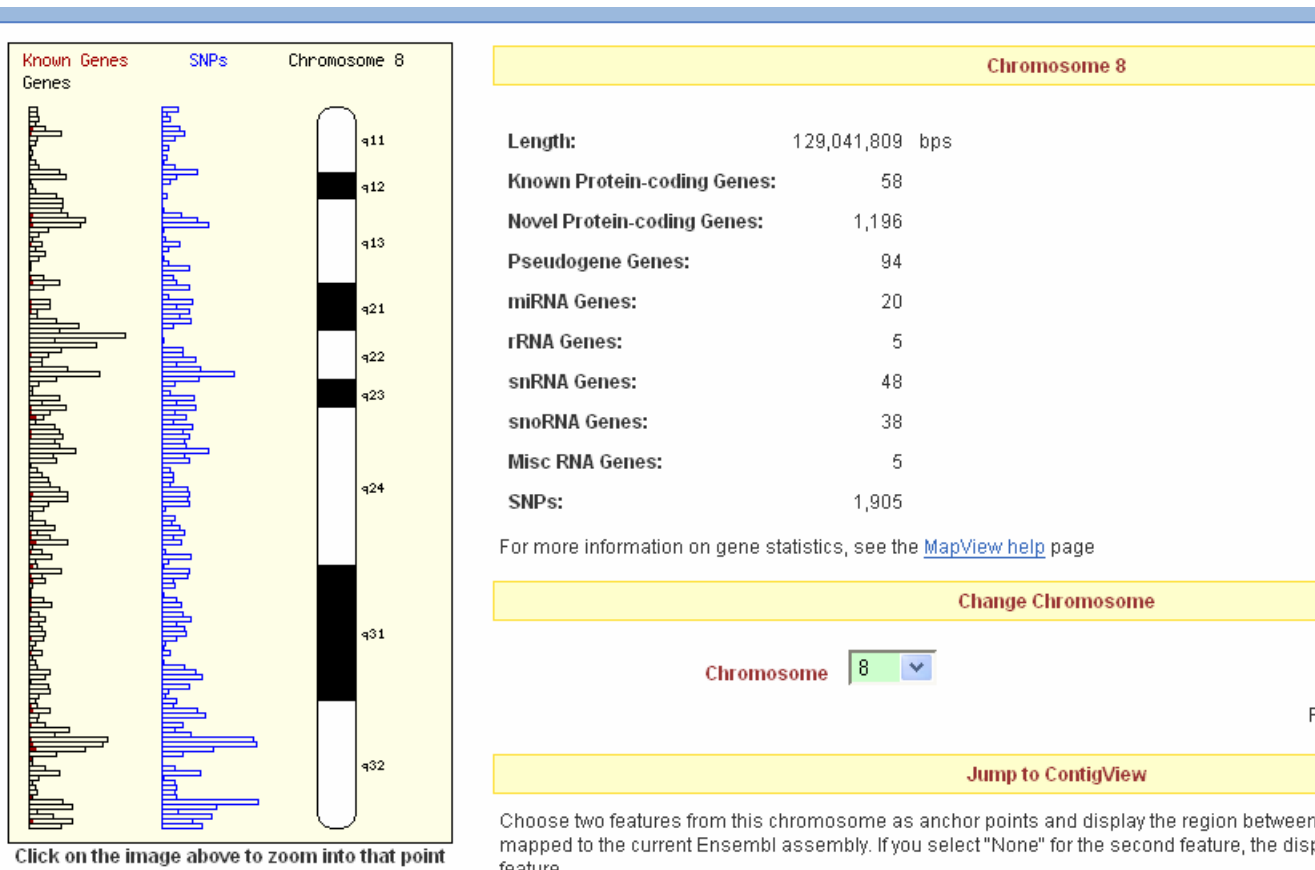 Known Genes SNPs Chromosome 8
Genes
q11
q12
q13
q21
q22
q23
q24
q31
q32
Click on the image above to zoom into that point
Chromosome 8
Length: 129,041,809 bps
Known Protein-coding Genes: 58
Novel Protein-coding Genes: 1,196
Pseudogene Genes: 94
miRNA Genes: 20
rRNA Genes: 5
snRNA Genes: 48
snoRNA Genes: 38
Misc RNA Genes: 5
SNPs: 1,905
For more information on gene statistics, see the MapView help page
Change Chromosome
Chromosome 8
Jump to ContigView
Choose two features from this chromosome as anchor points and display the region between
mapped to the current Ensembl assembly. If you select "None" for the second feature, the disp
feature